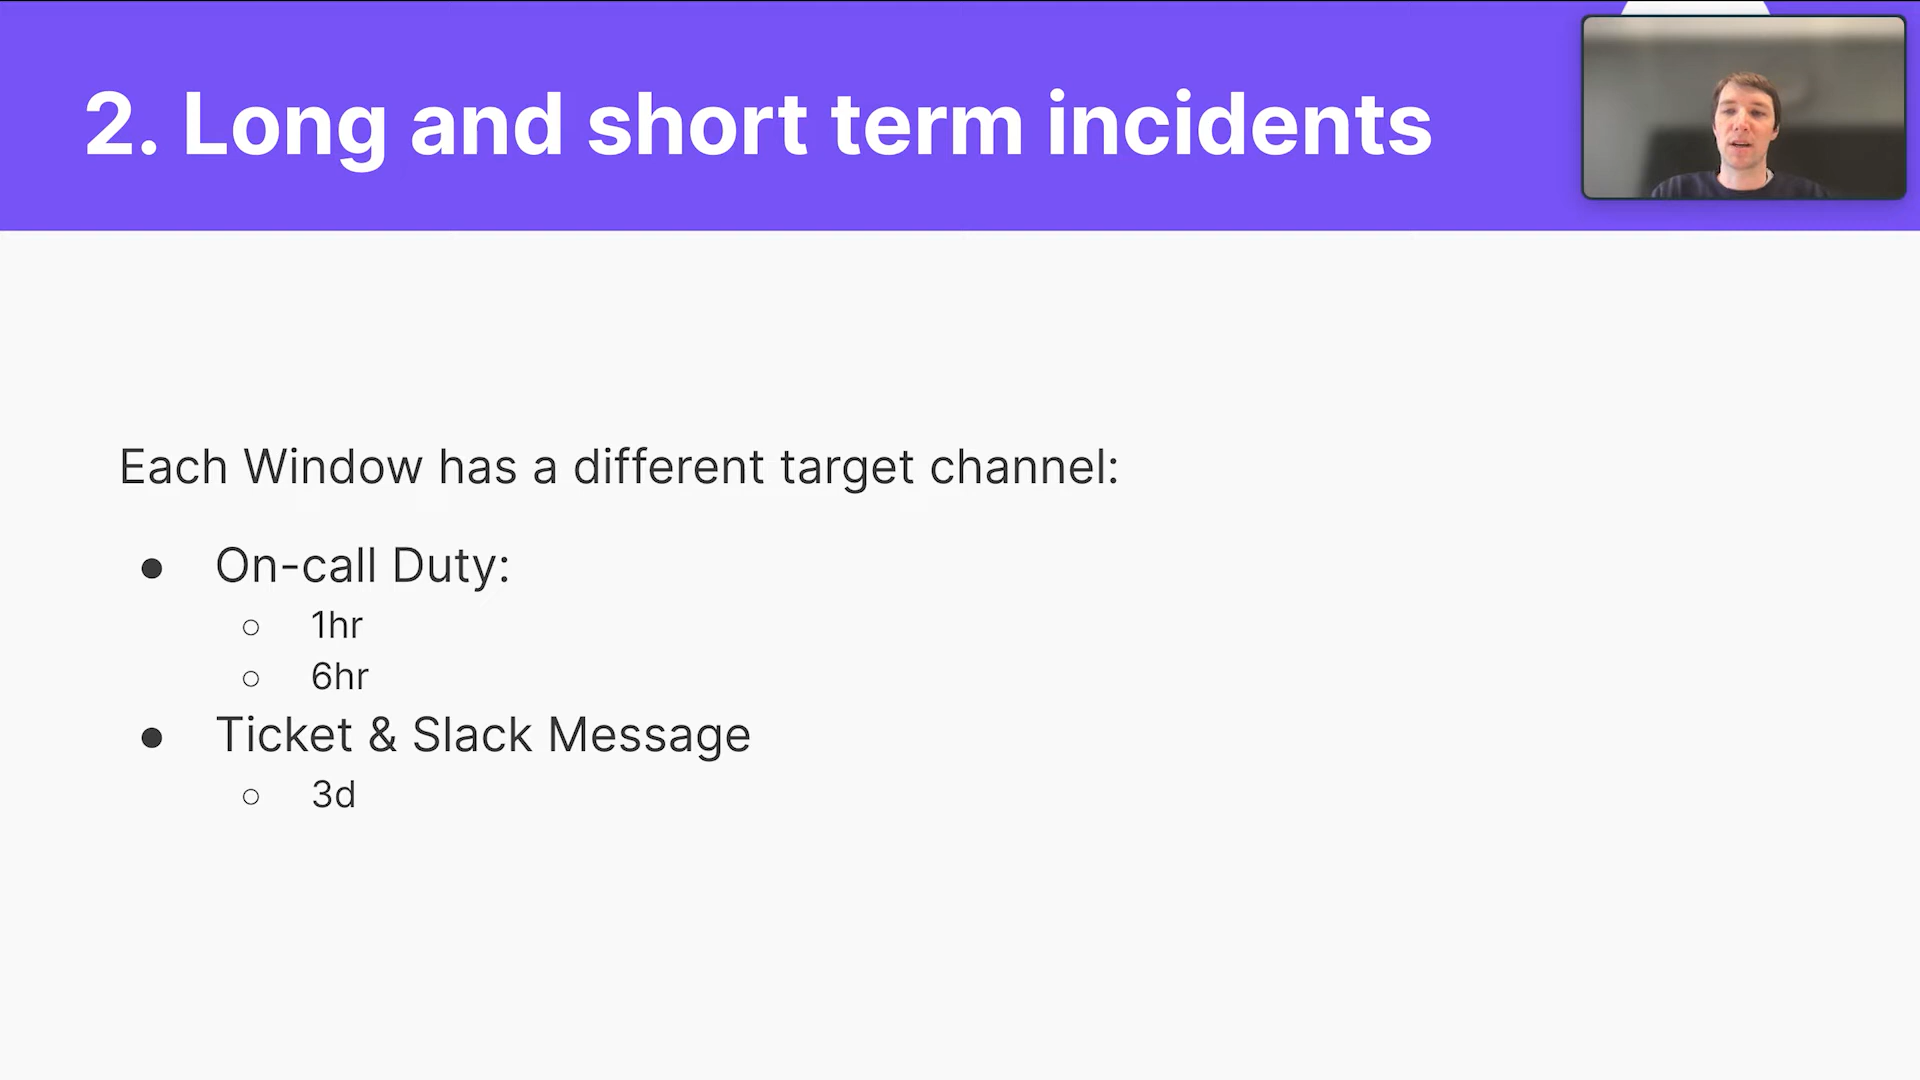 2. Long and short term incidents
Each Window has a different target channel:
● On-call Duty:
○ 1hr
○ 6hr
● Ticket & Slack Message
○ 3d